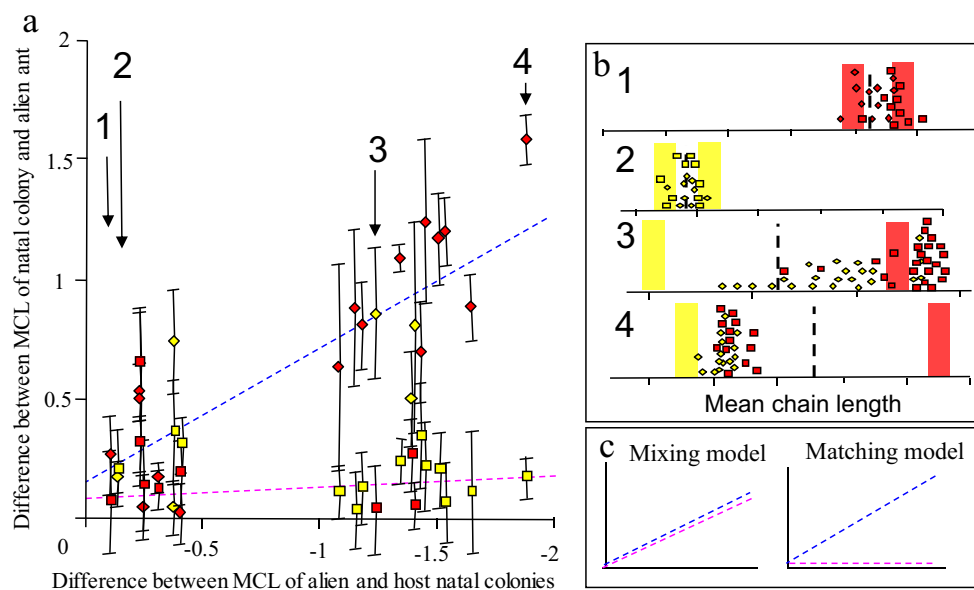 a
Difference between MCL of natal colony and alien ant
2
1.5
1
0.5
0
-0.5
-1
-1.5
-2
Difference between MCL of alien and host natal colonies
1
2
3
4
b
1
2
3
4
Mean chain length
c
Mixing model
Matching model